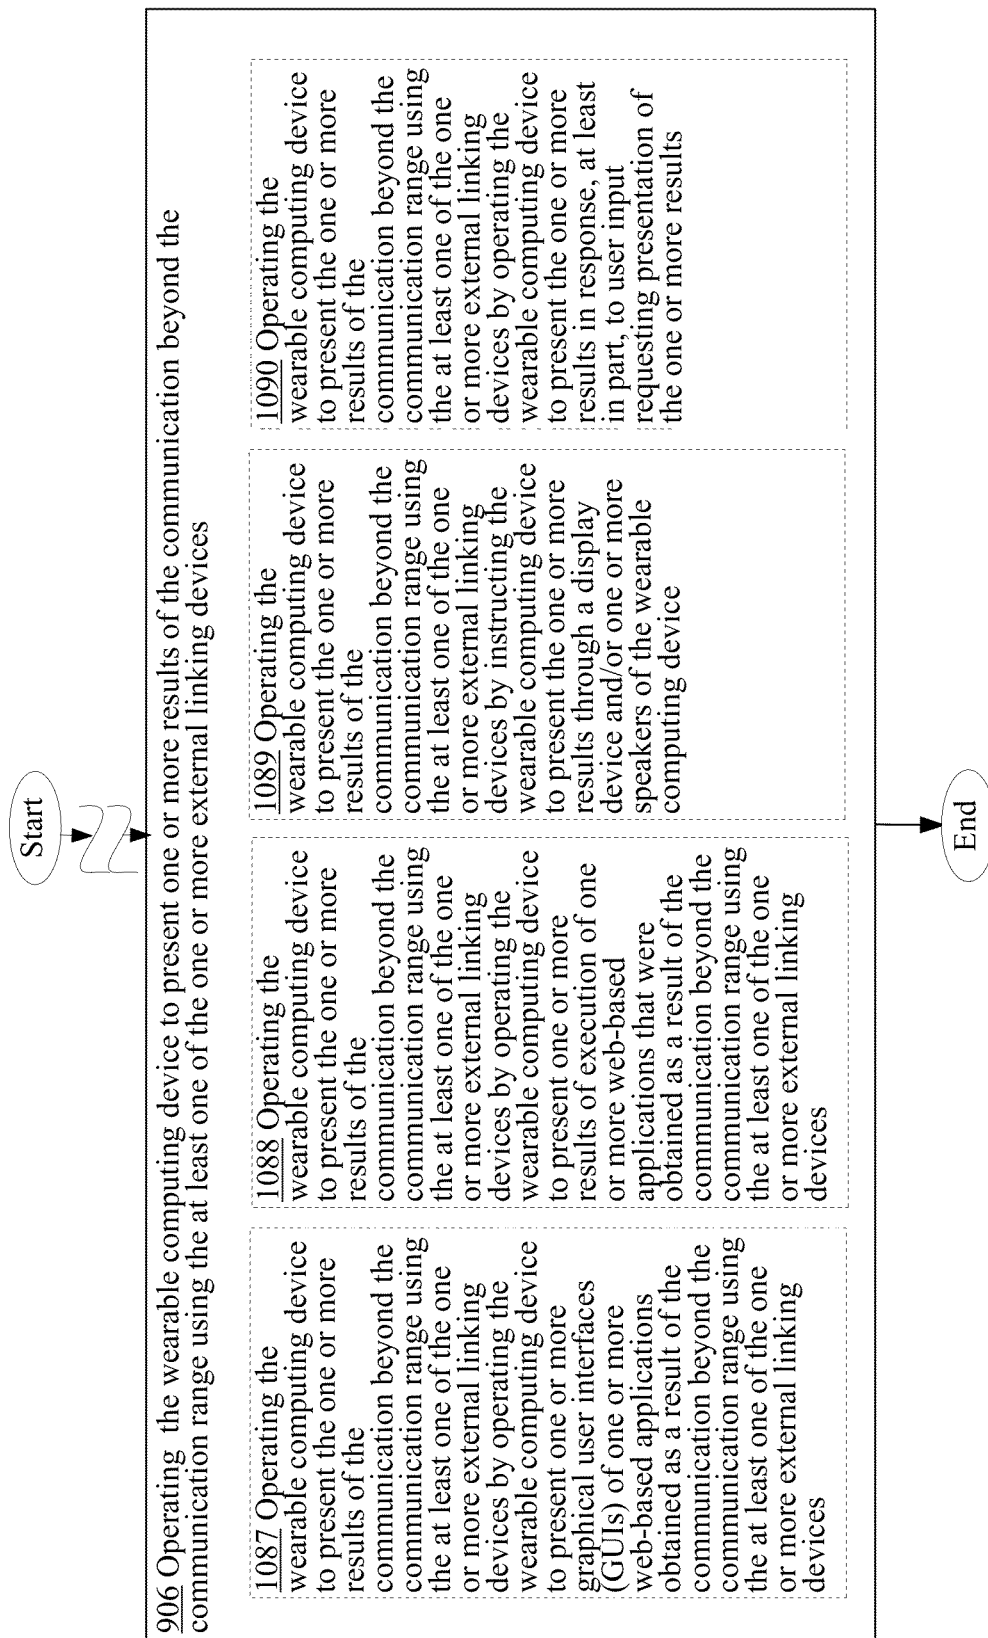 Start
906 Operating the wearable computing device to present one or more results of the communication beyond the
communication range using the at least one of the one or more external linking devices
1087 Operating the
wearable computing device
to present the one or more
results of the
communication beyond the
communication range using
the at least one of the one
or more external linking
devices by operating the
wearable computing device
to present one or more
graphical user interfaces
(GUIs) of one or more
web-based applications
obtained as a result of the
communication beyond the
communication range using
the at least one of the one
or more external linking
devices
1088 Operating the
wearable computing device
to present the one or more
results of the
communication beyond the
communication range using
the at least one of the one
or more external linking
devices by operating the
wearable computing device
to present one or more
results of execution of one
or more web-based
applications that were
obtained as a result of the
communication beyond the
communication range using
the at least one of the one
or more external linking
devices
1089 Operating the
wearable computing device
to present the one or more
results of the
communication beyond the
communication range using
the at least one of the one
or more external linking
devices by instructing the
wearable computing device
to present the one or more
results through a display
device and/or one or more
speakers of the wearable
computing device
1090 Operating the
wearable computing device
to present the one or more
results of the
communication beyond the
communication range using
the at least one of the one
or more external linking
devices by operating the
wearable computing device
to present the one or more
results in response, at least
in part, to user input
requesting presentation of
the one or more results
End